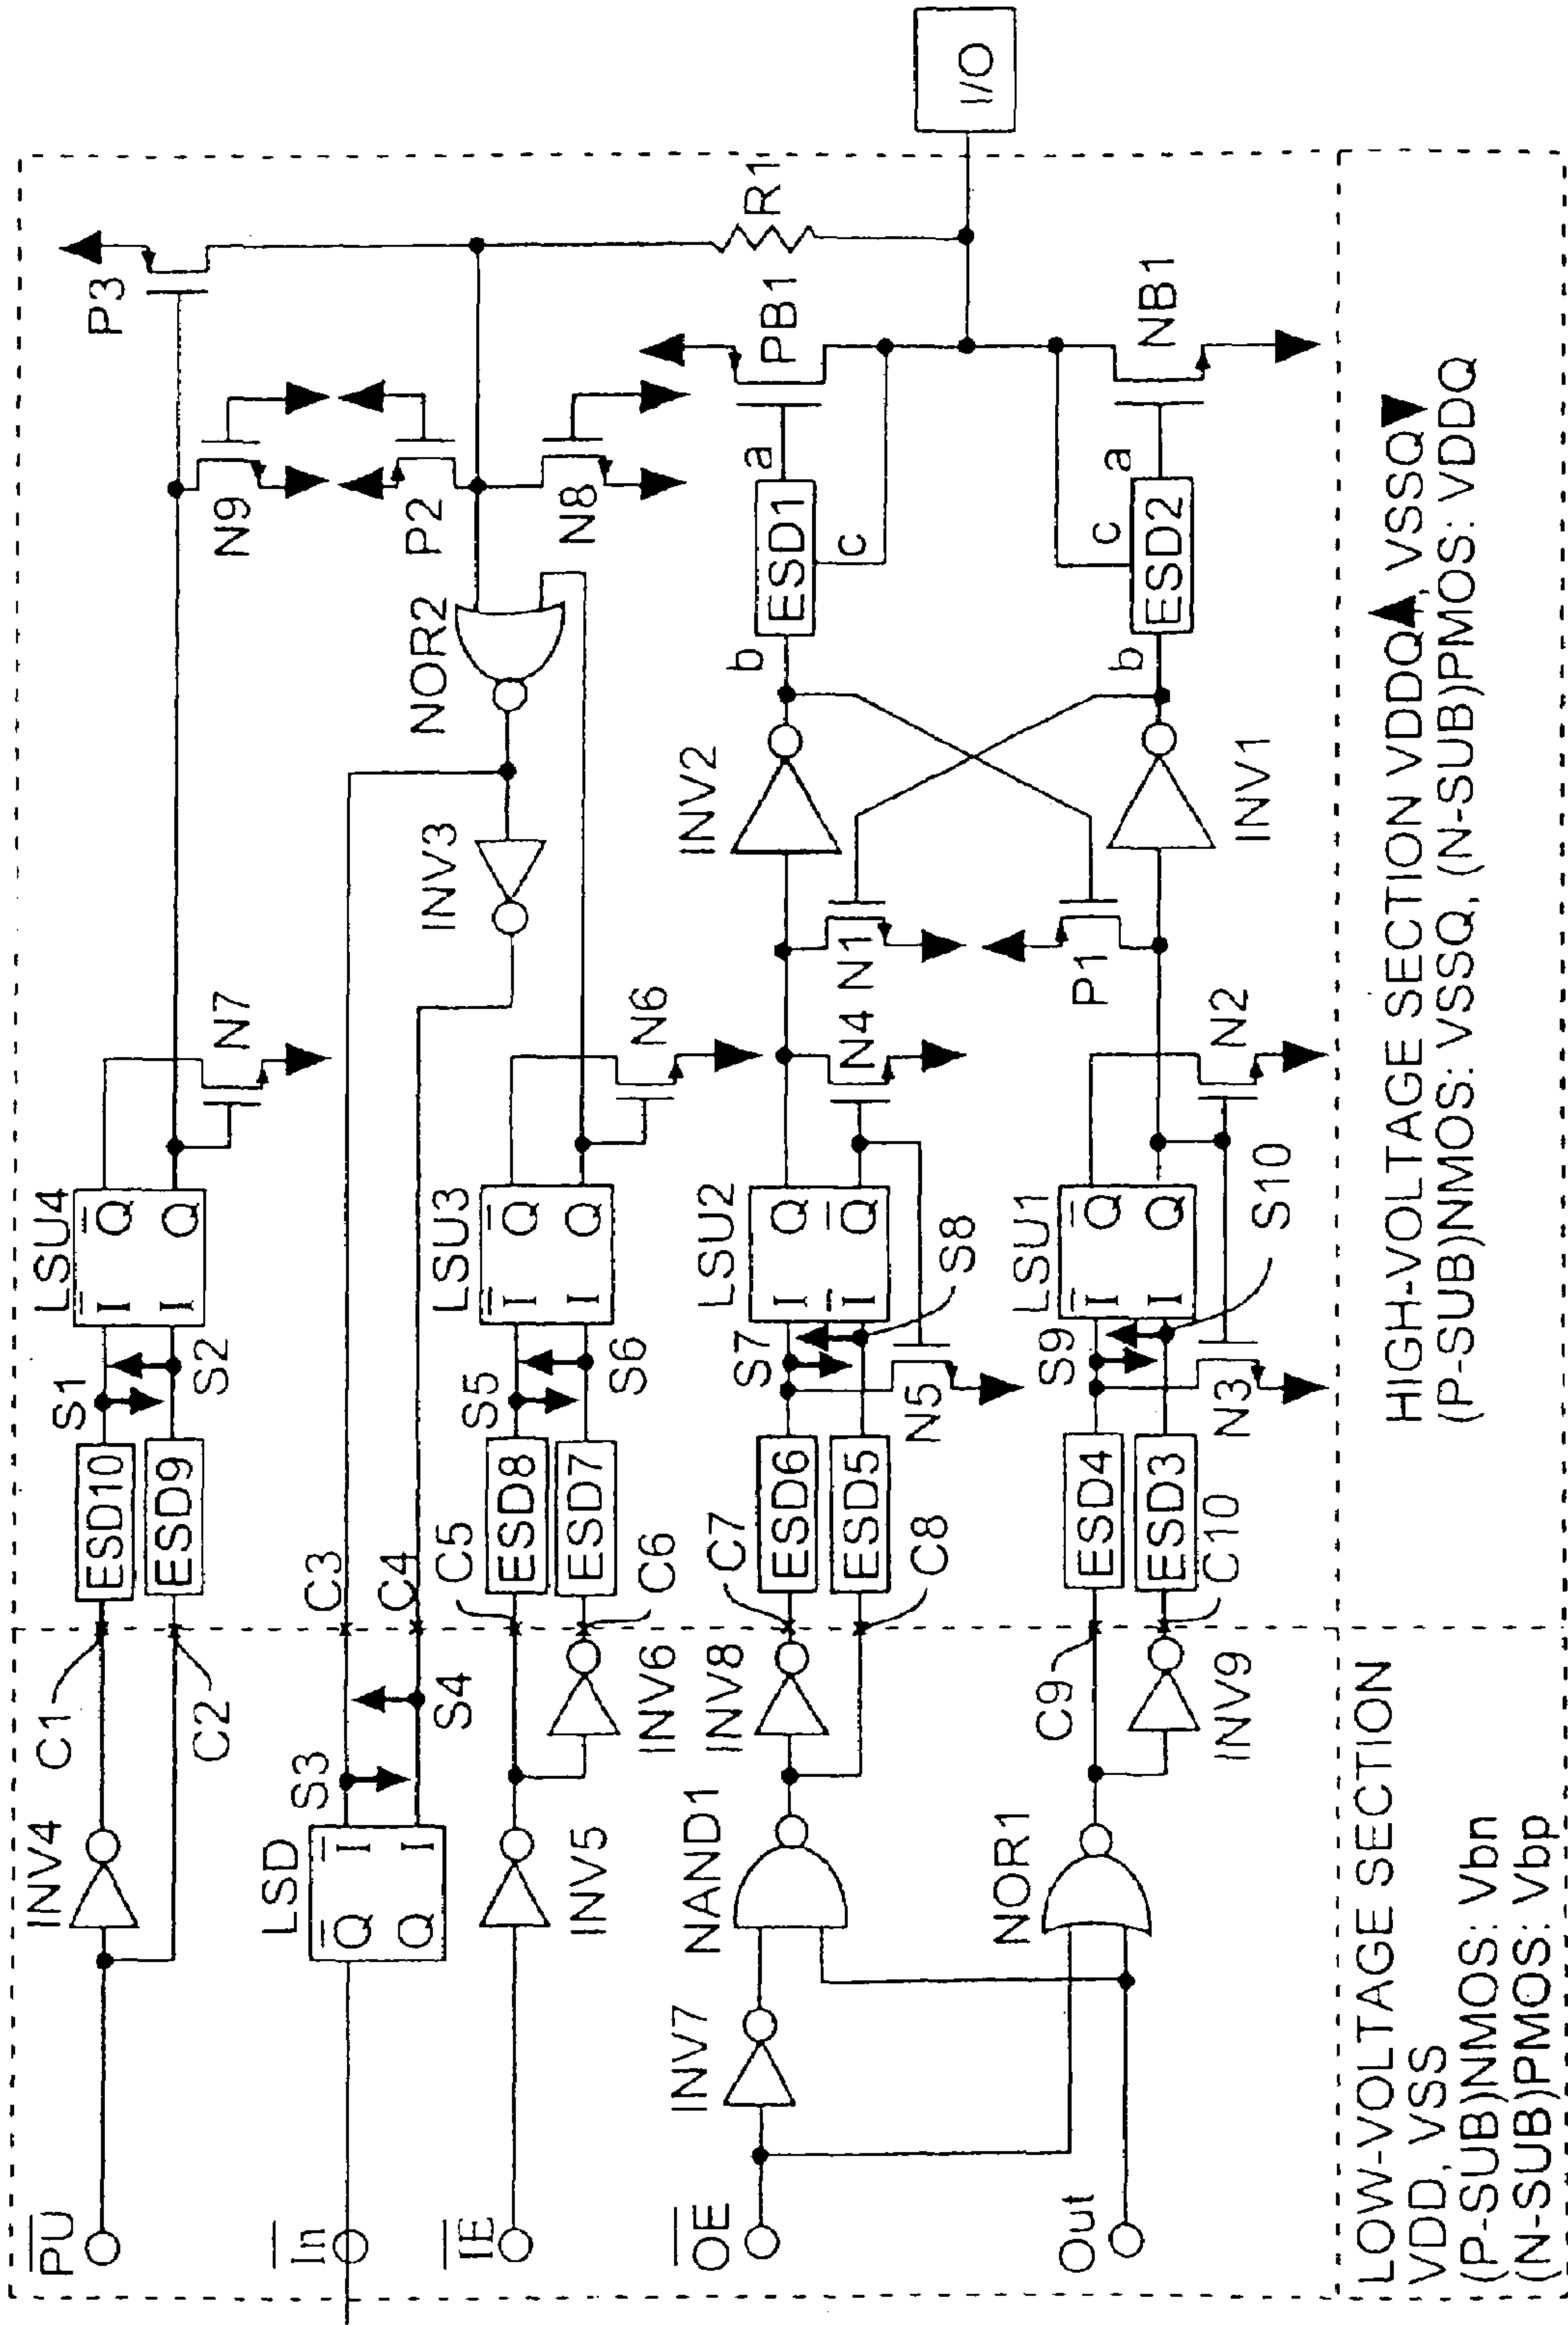 P3
R1
I/O
N9
P2
N8
PB1
NB1
a
ESD1
c
b
a
c
ESD2
b
NOR2
INV3
INV2
INV1
N7
N6
N1
N4
P1
N2
LSU4
Q̅
I̅
Q
I
S1
S2
ESD10
ESD9
LSU3
Q̅
I̅
Q
I
S5
S6
ESD8
ESD7
LSU2
Q
I
Q̅
I̅
S7
S8
N5
ESD6
ESD5
LSU1
Q̅
I̅
Q
I
S9
S10
N3
ESD4
ESD3
C1
C2
C3
C4
C5
C6
C7
C8
C9
C10
INV4
LSD
S3
S4
I̅
Q̅
I
Q
INV5
INV6
INV8
NAND1
INV7
NOR1
INV9
P̅U̅
I̅n̅
I̅E̅
O̅E̅
Out
LOW-VOLTAGE SECTION
VDD, VSS
(P-SUB)NMOS: Vbn
(N-SUB)PMOS: Vbp
HIGH-VOLTAGE SECTION VDDQ▲, VSSQ▼
(P-SUB)NMOS: VSSQ, (N-SUB)PMOS: VDDQ